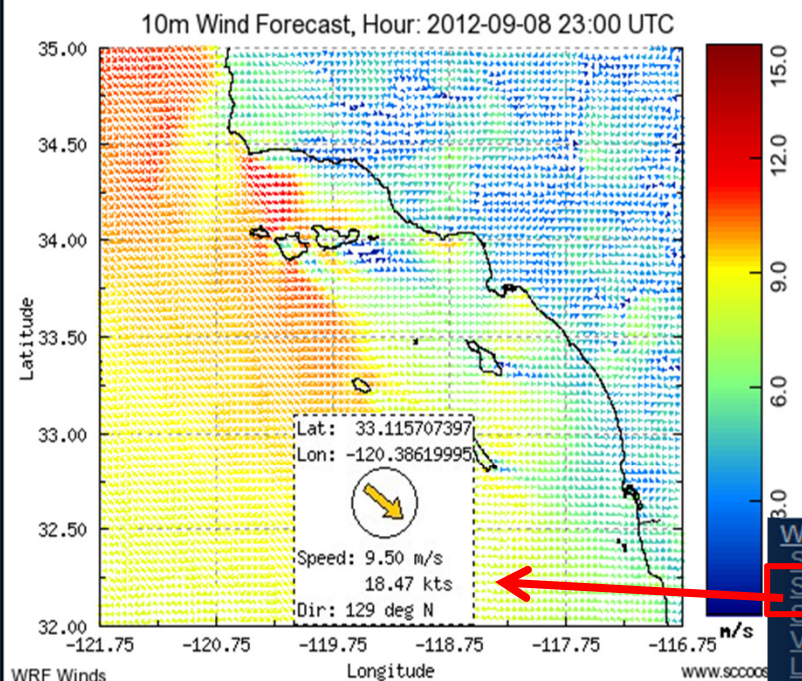 10m Wind Forecast, Hour: 2012-09-08 23:00 UTC
35.00
34.50
34.00
33.50
33.00
32.50
32.00
Latitude
-121.75
-120.75
-119.75
-118.75
-117.75
-116.75
Longitude
15.0
12.0
9.0
6.0
3.0
m/s
Lat: 33.115707397
Lon: -120.38619995
Speed: 9.50 m/s
18.47 kts
Dir: 129 deg N
WRF Winds
www.sccoos